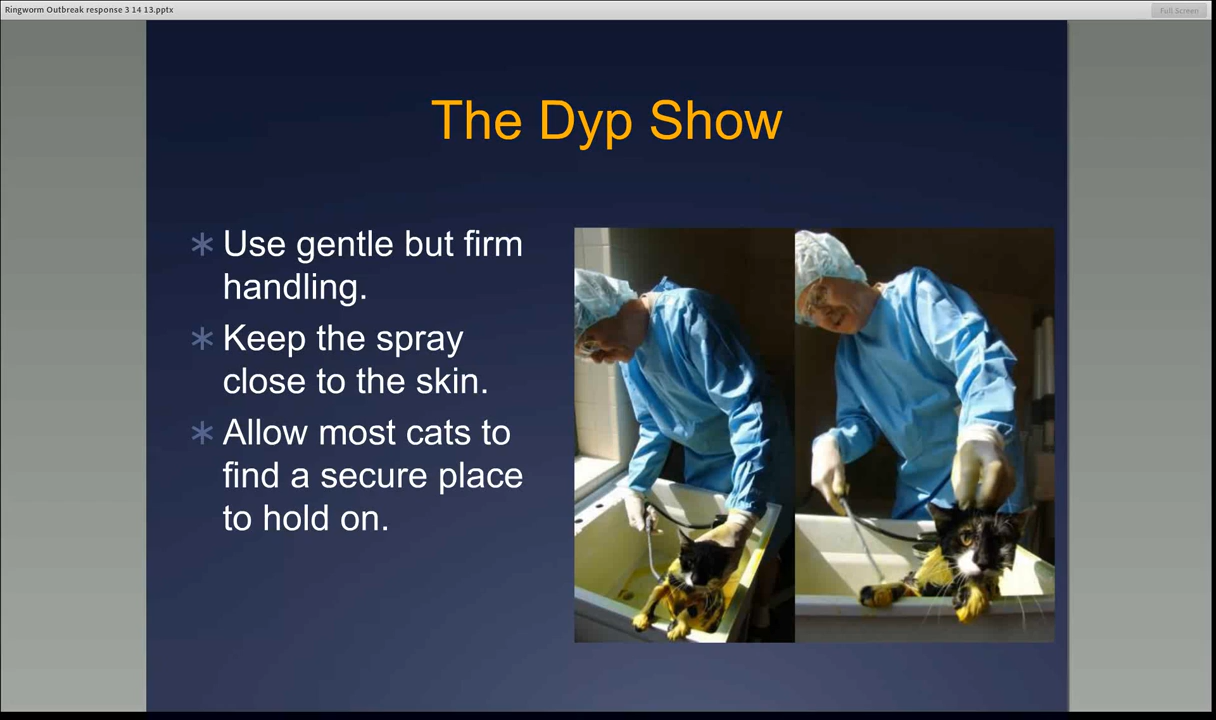 Ringworm Outbreak response 3 14 13.pptx
Full Screen
The Dyp Show
Use gentle but firm
handling.
Keep the spray
close to the skin.
Allow most cats to
find a secure place
to hold on.